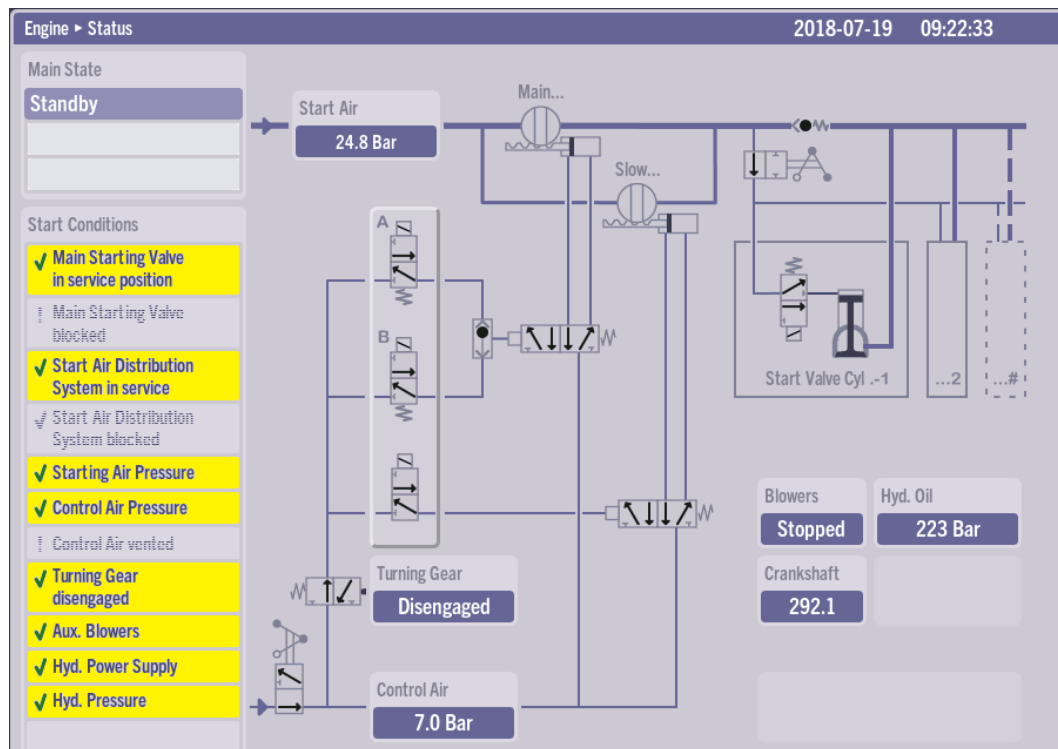 Engine ▸ Status
2018-07-19 09:22:33
Main State
Standby
Start Conditions
Main Starting Valve
in service position
Main Starting Valve
blocked
Start Air Distribution
System in service
Start Air Distribution
System blocked
Starting Air Pressure
Control Air Pressure
Control Air vented
Turning Gear
disengaged
Aux. Blowers
Hyd. Power Supply
Hyd. Pressure
Start Air
24.8 Bar
Main...
Slow...
A
B
Start Valve Cyl .-1
...2
...#
Turning Gear
Disengaged
Control Air
7.0 Bar
Blowers
Stopped
Hyd. Oil
223 Bar
Crankshaft
292.1